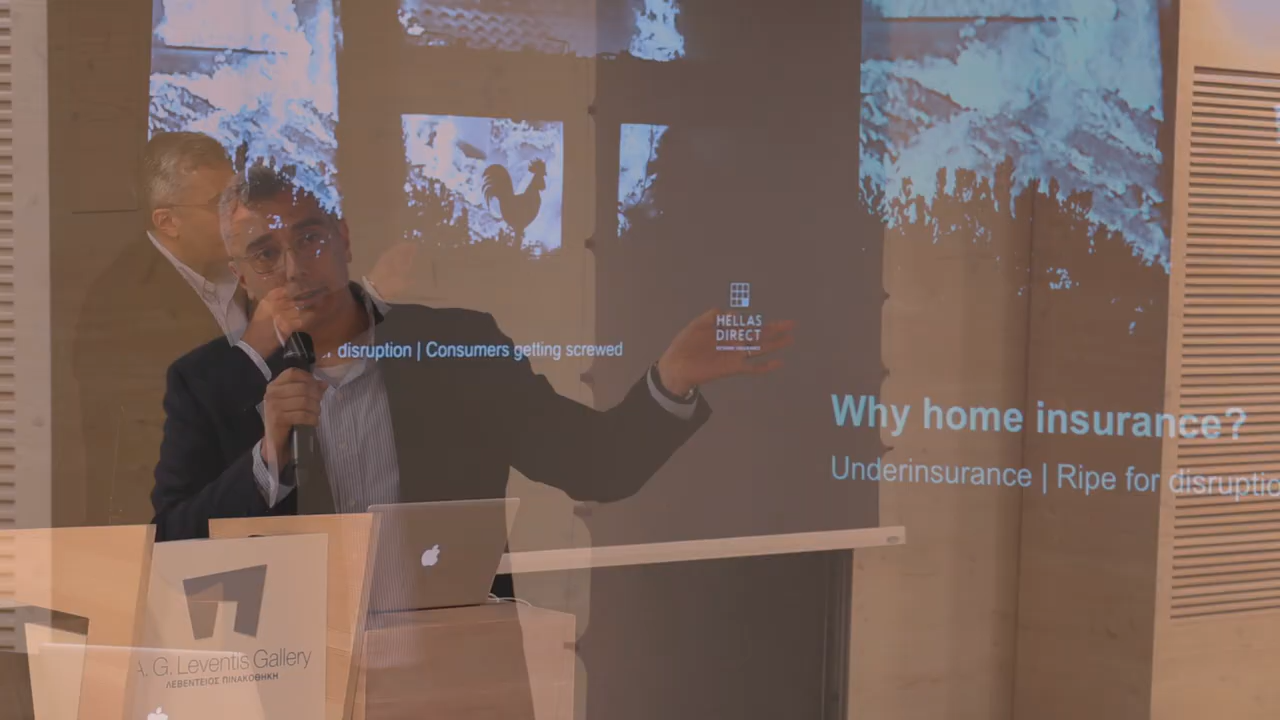 HELLAS
DIRECT
disruption | Consumers getting screwed
Why home insurance?
Underinsurance | Ripe for disruptio
A. G. Leventis Gallery
ΛΕΒΕΝΤΕΙΟΣ ΠΙΝΑΚΟΘΗΚΗ